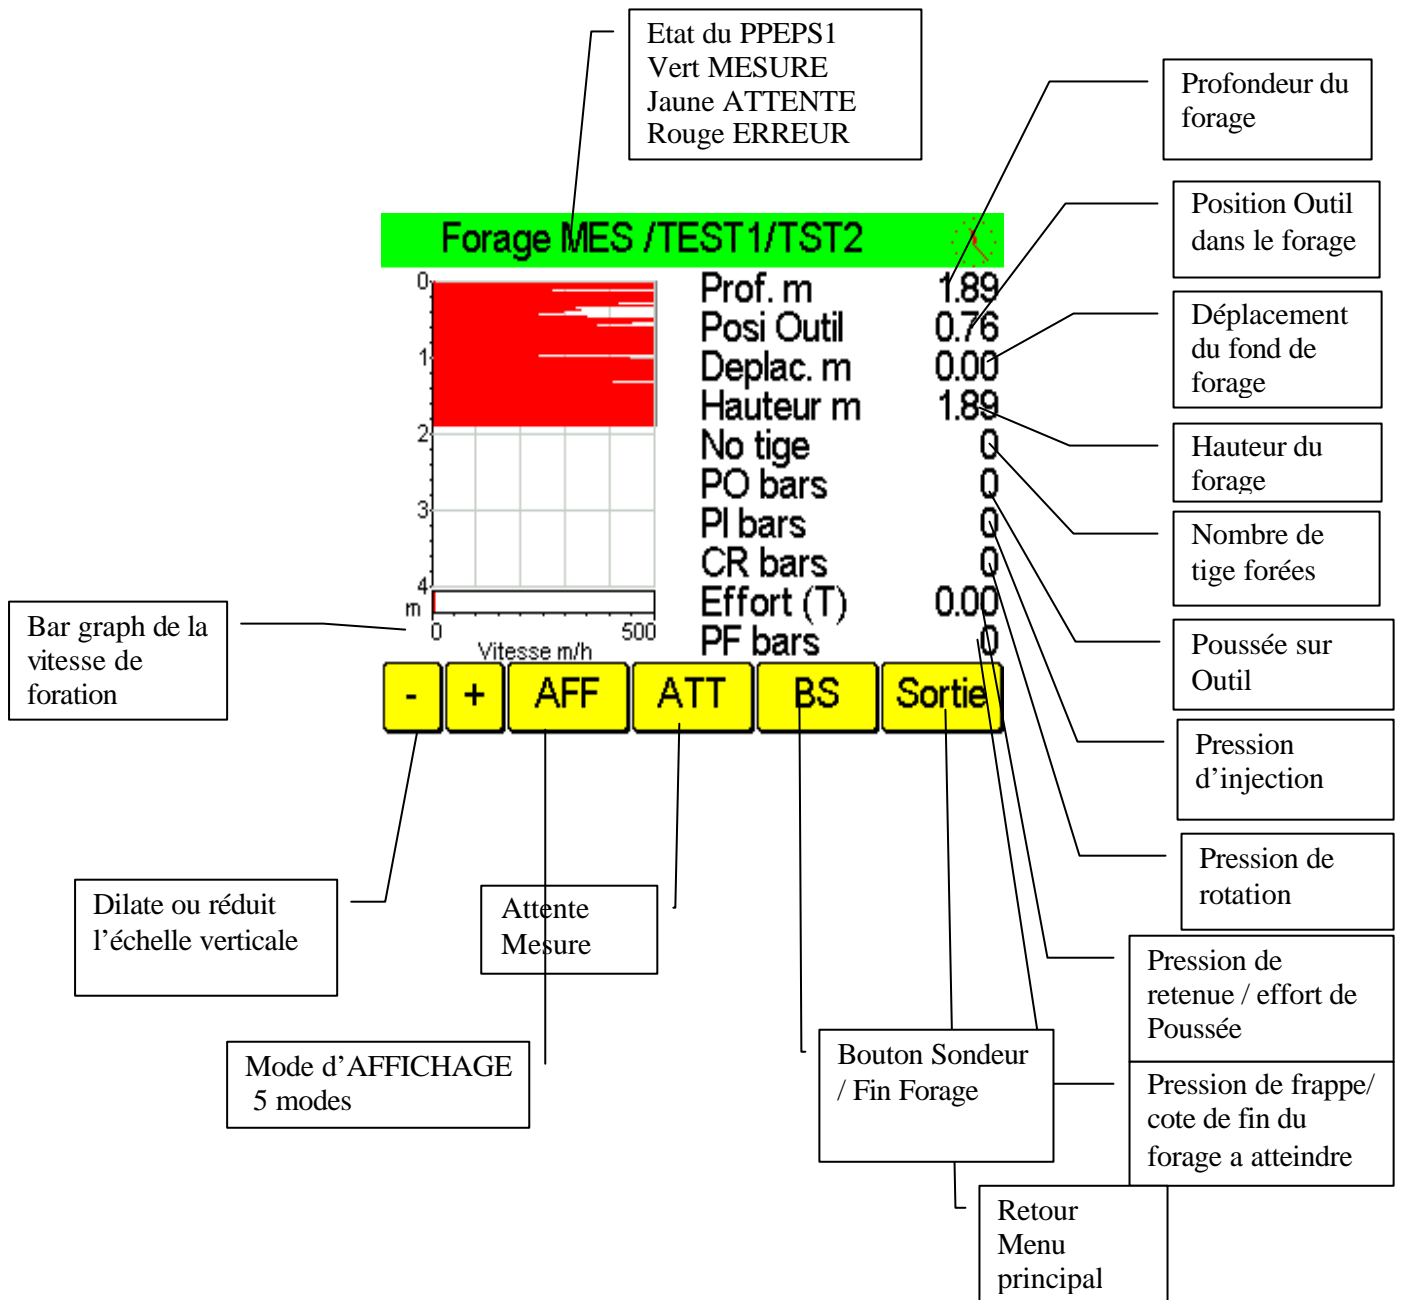 Etat du PPEPS1
Vert MESURE
Jaune ATTENTE
Rouge ERREUR
Profondeur du
forage
Position Outil
dans le forage
Déplacement
du fond de
forage
Hauteur du
forage
Nombre de
tige forées
Poussée sur
Outil
Pression
d'injection
Pression de
rotation
Pression de
retenue / effort de
Poussée
Pression de frappe/
cote de fin du
forage a atteindre
Forage MES /TEST1/TST2
Prof. m 1.89
Posi Outil 0.76
Deplac. m 0.00
Hauteur m 1.89
No tige 0
PO bars 0
PI bars 0
CR bars 0
Effort (T) 0.00
PF bars 0
0
1
2
3
4
m
0 500
Vitesse m/h
- + AFF ATT BS Sortie
Bar graph de la
vitesse de
foration
Dilate ou réduit
l'échelle verticale
Attente
Mesure
Mode d'AFFICHAGE
5 modes
Bouton Sondeur
/ Fin Forage
Retour
Menu
principal